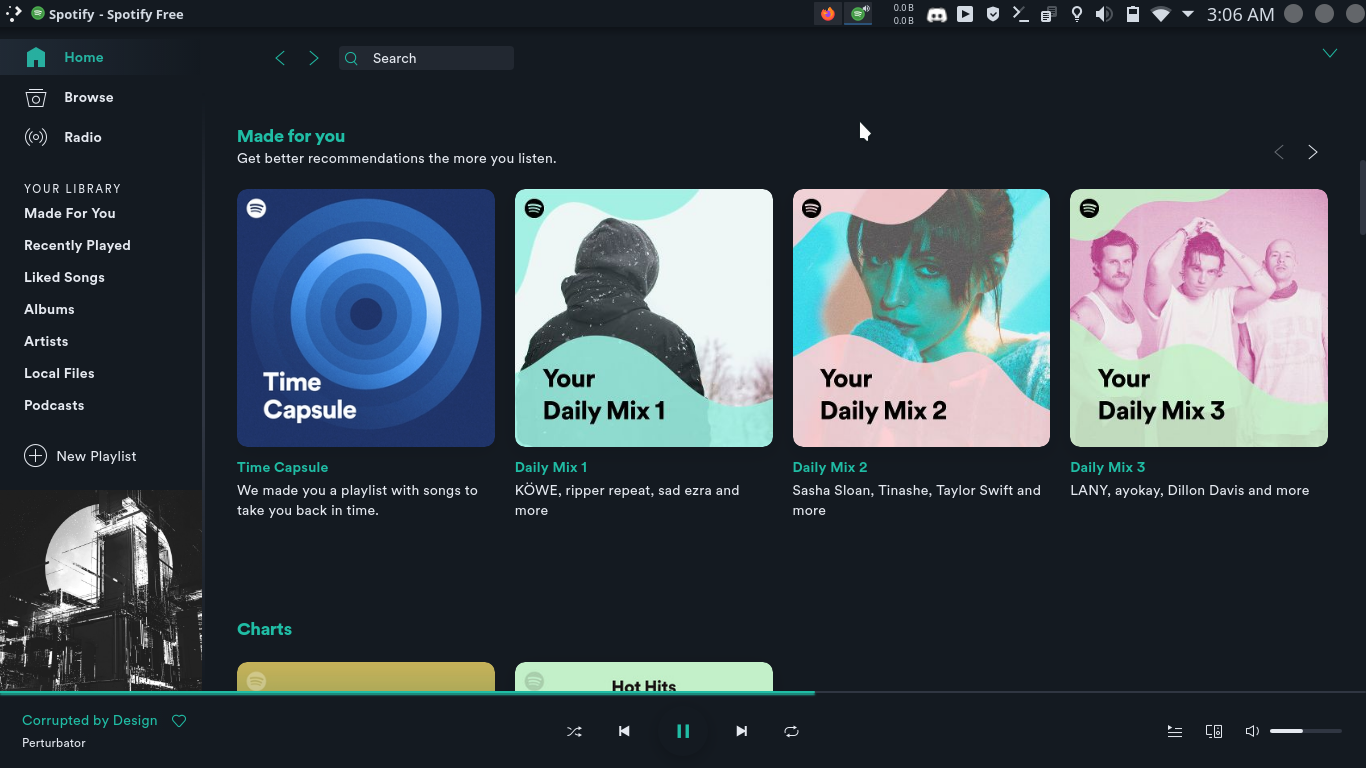 Spotify - Spotify Free
0.0 B
0.0 B
3:06 AM
Home
Search
Browse
Radio
YOUR LIBRARY
Made For You
Recently Played
Liked Songs
Albums
Artists
Local Files
Podcasts
New Playlist
Made for you
Get better recommendations the more you listen.
Time
Capsule
Your
Daily Mix 1
Your
Daily Mix 2
Your
Daily Mix 3
Time Capsule
We made you a playlist with songs to
take you back in time.
Daily Mix 1
KÖWE, ripper repeat, sad ezra and
more
Daily Mix 2
Sasha Sloan, Tinashe, Taylor Swift and
more
Daily Mix 3
LANY, ayokay, Dillon Davis and more
Charts
Hot Hits
Corrupted by Design
Perturbator